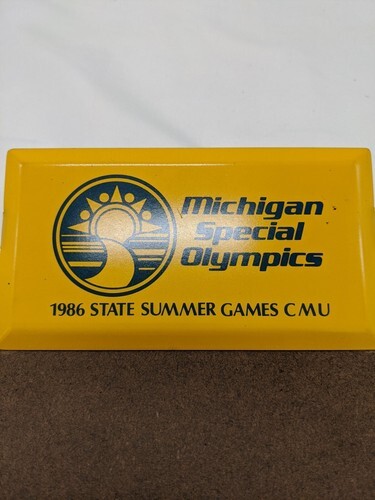 Michigan
Special
Olympics
1986 STATE SUMMER GAMES CMU